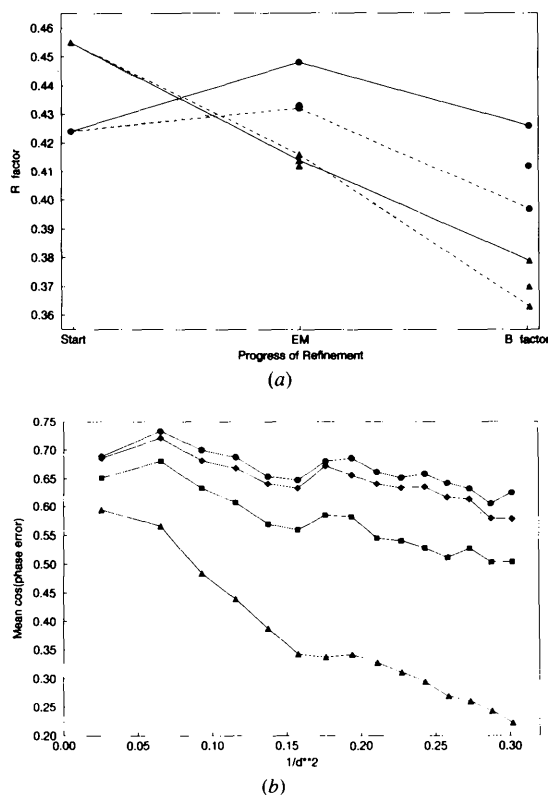 0.46
0.45
0.44
0.43
0.42
0.41
0.40
0.39
0.38
0.37
0.36
R factor
Start EM B factor
Progress of Refinement
(a)
0.75
0.70
0.65
0.60
0.55
0.50
0.45
0.40
0.35
0.30
0.25
0.20
Mean cos(phase error)
0.00 0.05 0.10 0.15 0.20 0.25 0.30
1/d**2
(b)